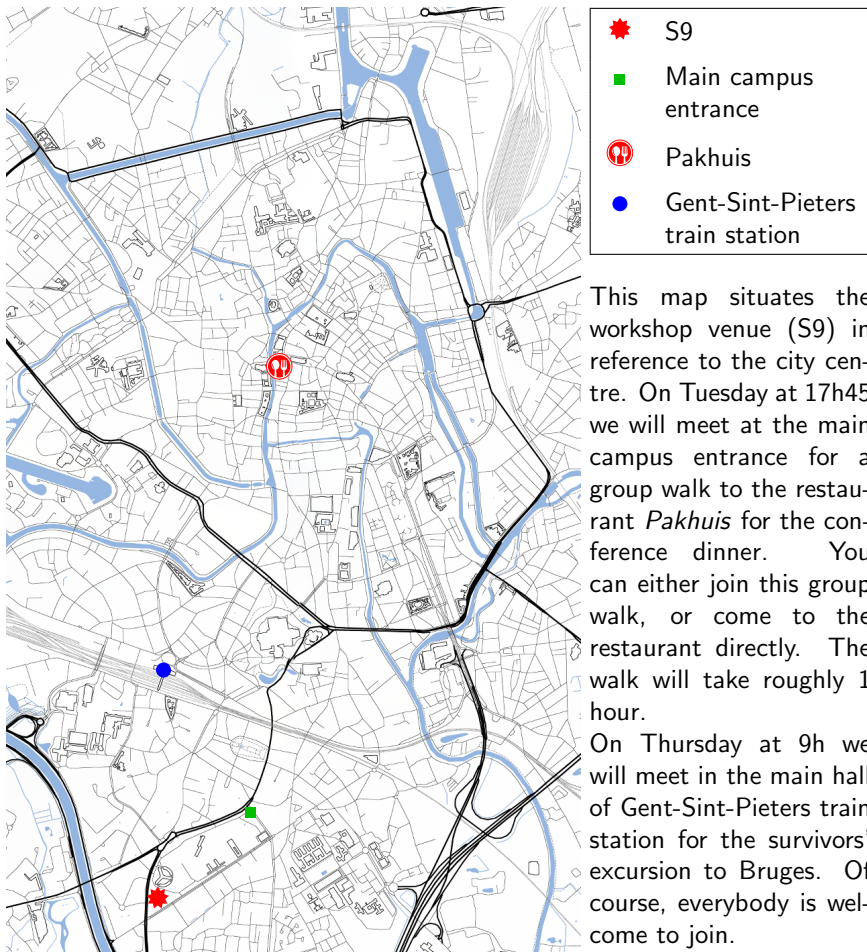 S9
Main campus
entrance
Pakhuis
Gent-Sint-Pieters
train station
This map situates the
workshop venue (S9) in
reference to the city cen-
tre. On Tuesday at 17h45
we will meet at the main
campus entrance for a
group walk to the restau-
rant Pakhuis for the con-
ference dinner. You
can either join this group
walk, or come to the
restaurant directly. The
walk will take roughly 1
hour.
On Thursday at 9h we
will meet in the main hall
of Gent-Sint-Pieters train
station for the survivors'
excursion to Bruges. Of
course, everybody is wel-
come to join.